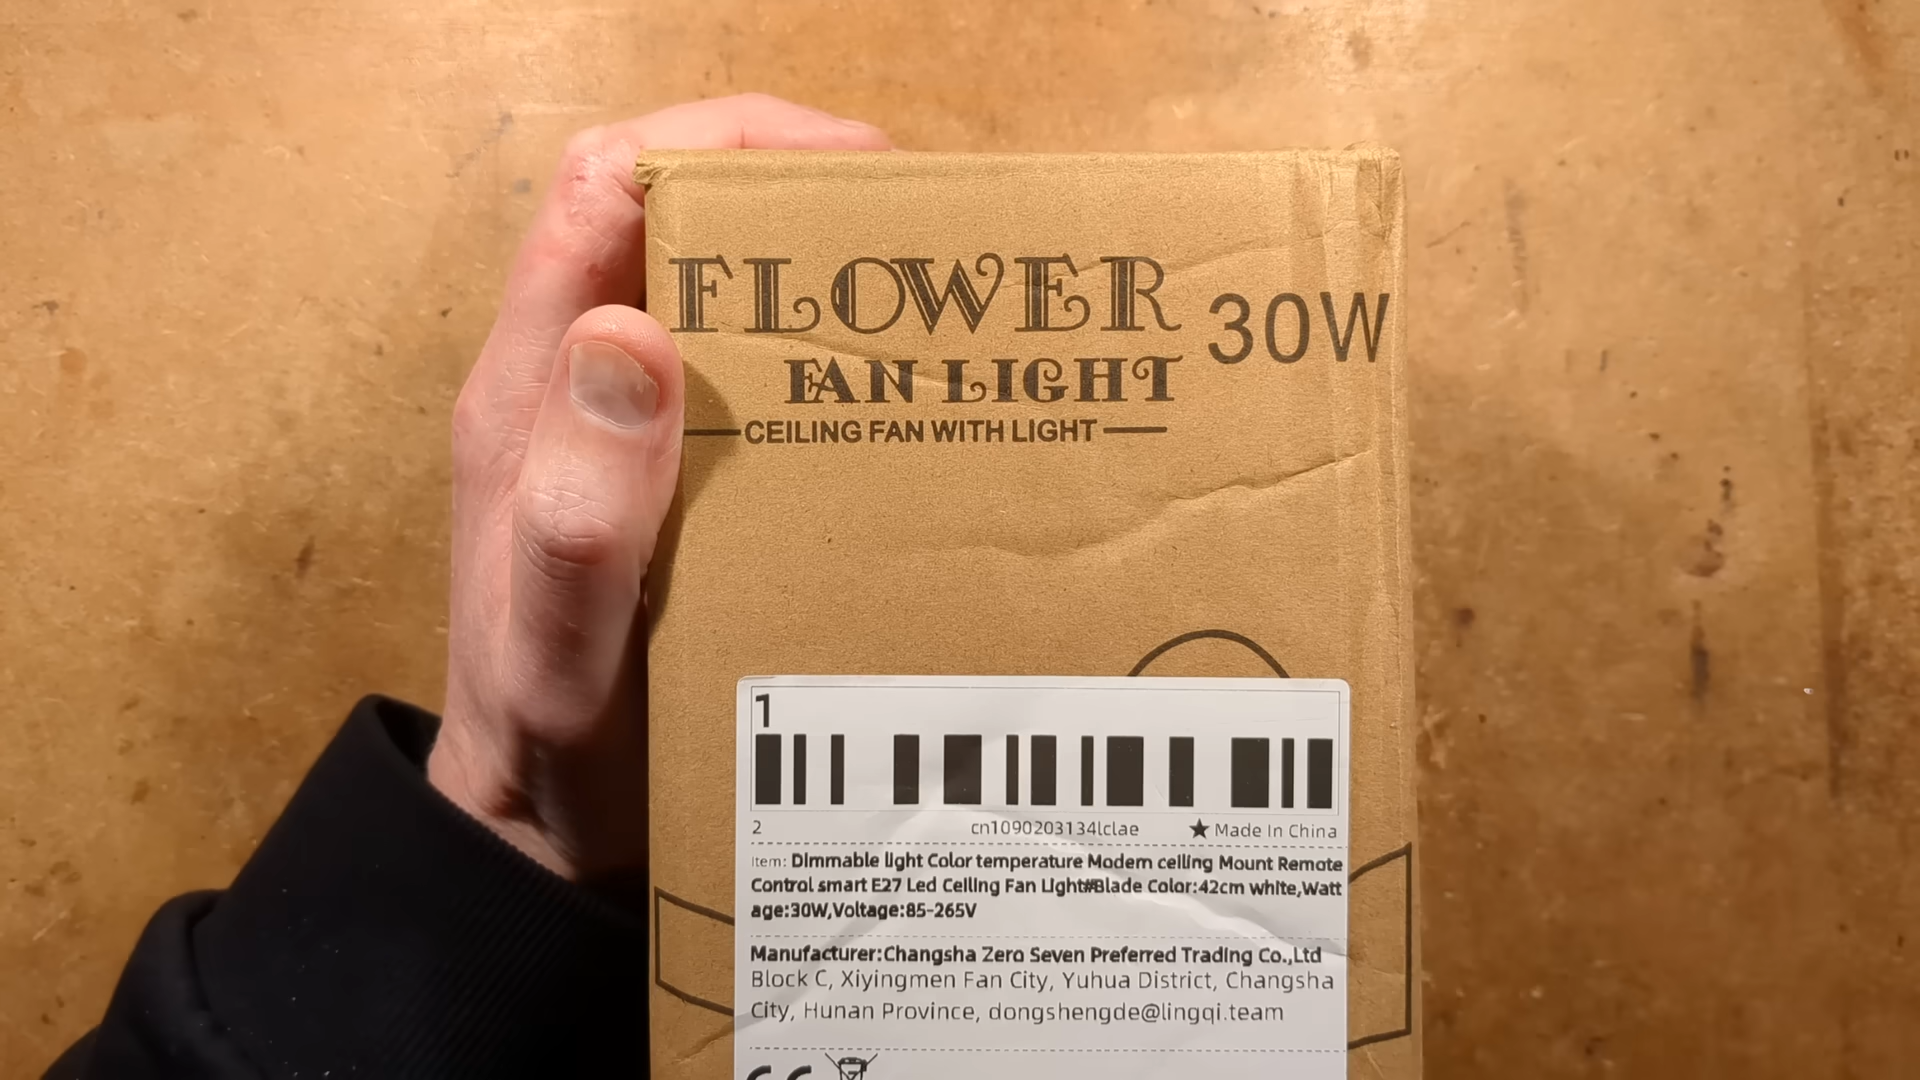 FLOWER 30W
FAN LIGHT
CEILING FAN WITH LIGHT
1
2 cn1090203134lclae ★ Made In China
Item: Dimmable light Color temperature Modern ceiling Mount Remote
Control smart E27 Led Ceiling Fan Light#Blade Color:42cm white,Watt
age:30W,Voltage:85-265V
Manufacturer:Changsha Zero Seven Preferred Trading Co.,Ltd
Block C, Xiyingmen Fan City, Yuhua District, Changsha
City, Hunan Province, dongshengde@lingqi.team